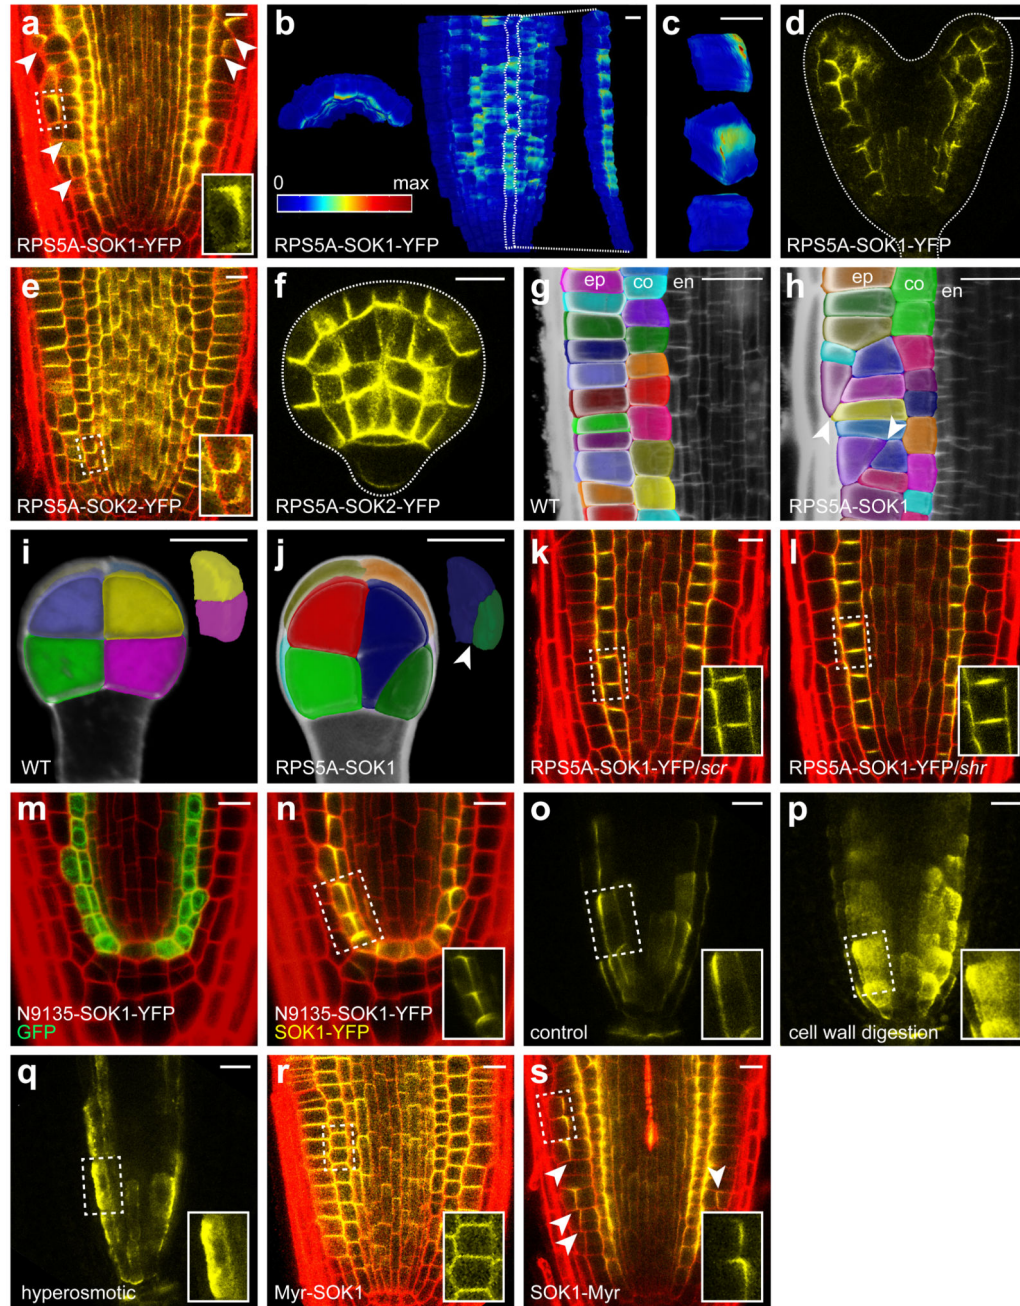 a
RPS5A-SOK1-YFP
b
0 max
RPS5A-SOK1-YFP
c
d
RPS5A-SOK1-YFP
e
RPS5A-SOK2-YFP
f
RPS5A-SOK2-YFP
g
ep co en
WT
h
ep co en
RPS5A-SOK1
i
WT
j
RPS5A-SOK1
k
RPS5A-SOK1-YFP/scr
l
RPS5A-SOK1-YFP/shr
m
N9135-SOK1-YFP
GFP
n
N9135-SOK1-YFP
SOK1-YFP
o
control
p
cell wall digestion
q
hyperosmotic
r
Myr-SOK1
s
SOK1-Myr